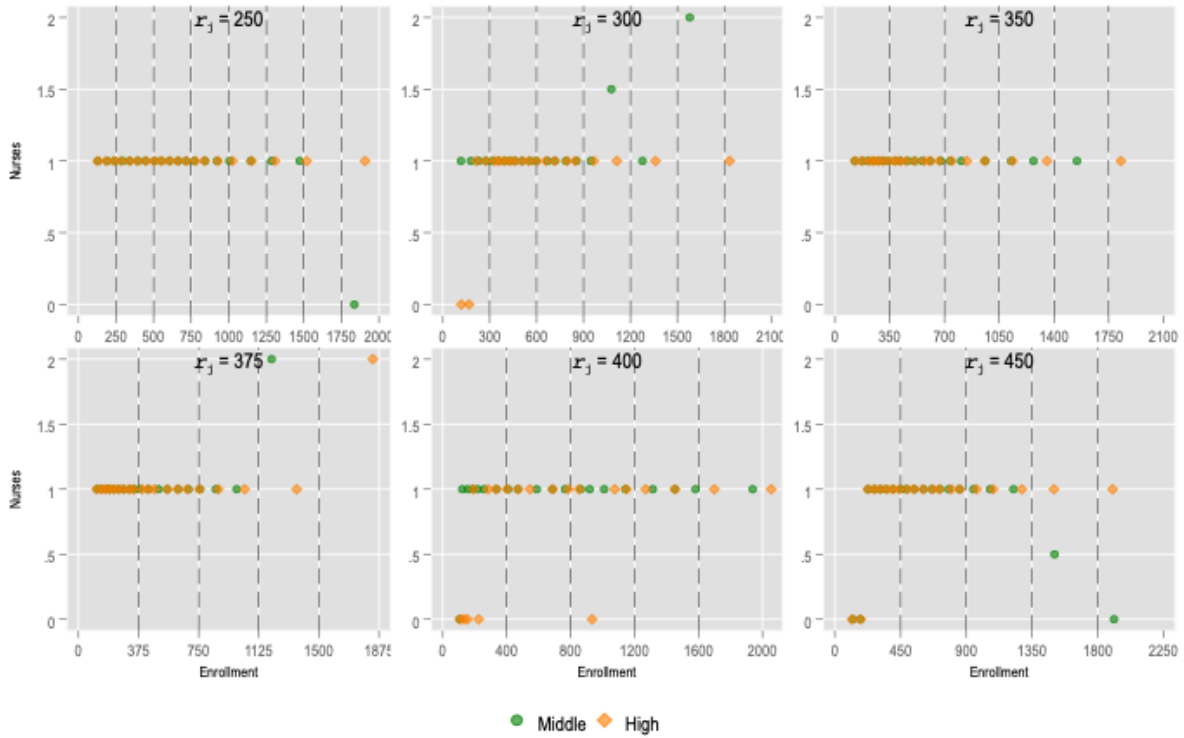 r_j = 250
r_j = 300
r_j = 350
Nurses
2
1.5
1
.5
0
2
1.5
1
.5
0
2
1.5
1
.5
0
0 250 500 750 1000 1250 1500 1750 2000
0 300 600 900 1200 1500 1800 2100
0 350 700 1050 1400 1750 2100
r_j = 375
r_j = 400
r_j = 450
Nurses
2
1.5
1
.5
0
2
1.5
1
.5
0
2
1.5
1
.5
0
0 375 750 1125 1500 1875
0 400 800 1200 1600 2000
0 450 900 1350 1800 2250
Enrollment
Enrollment
Enrollment
Middle High